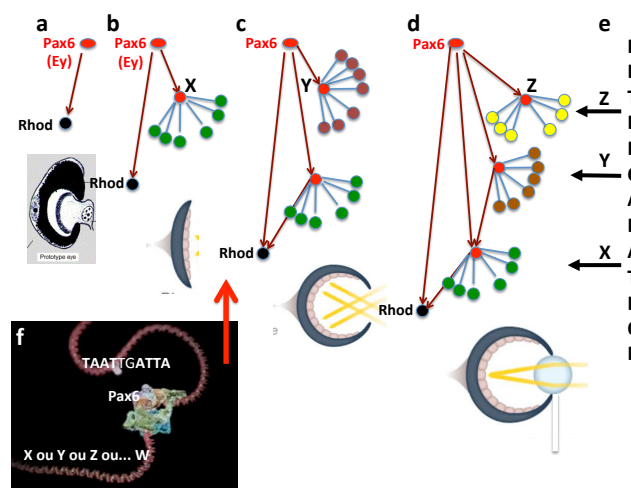 a
Pax6
(Ey)
Rhod
Prototype eye
b
Pax6
(Ey)
X
Rhod
c
Pax6
Y
Rhod
d
Pax6
Z
Rhod
e
Z
Y
X
f
TAATTGATTA
Pax6
X ou Y ou Z ou... W